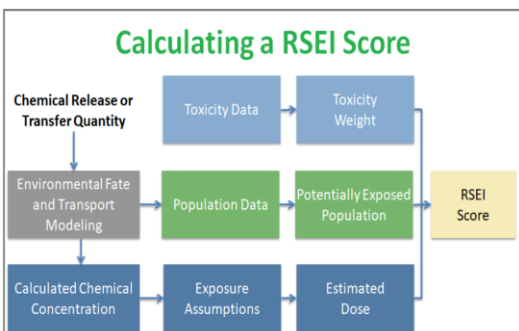 Calculating a RSEI Score
Chemical Release or
Transfer Quantity
Toxicity Data
Toxicity
Weight
Environmental Fate
and Transport
Modeling
Population Data
Potentially Exposed
Population
RSEI
Score
Calculated Chemical
Concentration
Exposure
Assumptions
Estimated
Dose